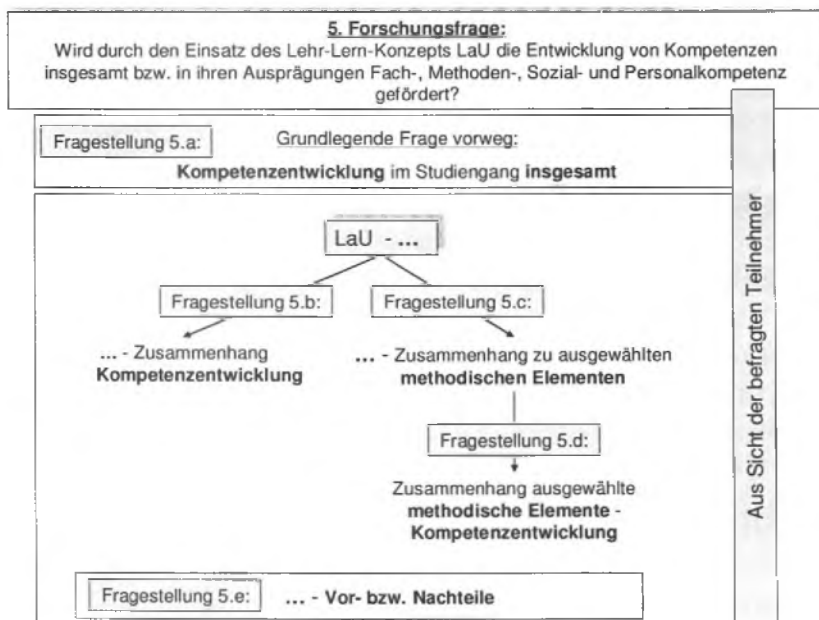 5. Forschungsfrage:
Wird durch den Einsatz des Lehr-Lern-Konzepts LaU die Entwicklung von Kompetenzen
insgesamt bzw. in ihren Ausprägungen Fach-, Methoden-, Sozial- und Personalkompetenz
gefördert?
Fragestellung 5.a:
Grundlegende Frage vorweg:
Kompetenzentwicklung im Studiengang insgesamt
LaU - ...
Fragestellung 5.b:
Fragestellung 5.c:
... - Zusammenhang
Kompetenzentwicklung
... - Zusammenhang zu ausgewählten
methodischen Elementen
Fragestellung 5.d:
Zusammenhang ausgewählte
methodische Elemente -
Kompetenzentwicklung
Fragestellung 5.e:
... - Vor- bzw. Nachteile
Aus Sicht der befragten Teilnehmer